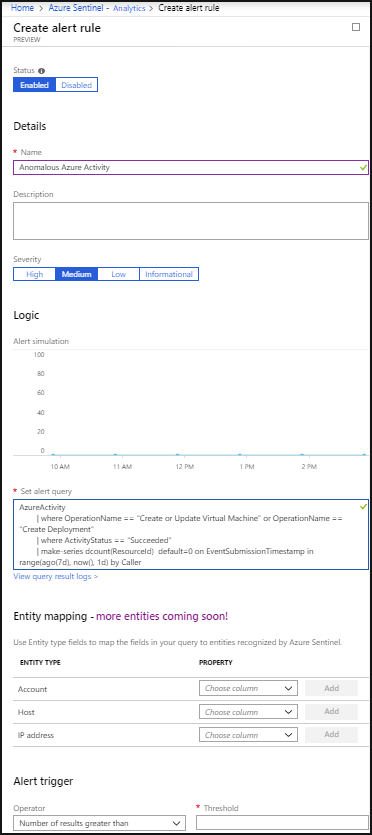 Home > Azure Sentinel - Analytics > Create alert rule
Create alert rule
PREVIEW
Status
Enabled Disabled
Details
* Name
Anomalous Azure Activity
Description
Severity
High Medium Low Informational
Logic
Alert simulation
100
80
60
40
20
0
10 AM 11 AM 12 PM 1 PM 2 PM
* Set alert query
AzureActivity
| where OperationName == "Create or Update Virtual Machine" or OperationName ==
"Create Deployment"
| where ActivityStatus == "Succeeded"
| make-series dcount(ResourceId) default=0 on EventSubmissionTimestamp in
range(ago(7d), now(), 1d) by Caller
View query result logs >
Entity mapping - more entities coming soon!
Use Entity type fields to map the fields in your query to entities recognized by Azure Sentinel.
ENTITY TYPE PROPERTY
Account Choose column Add
Host Choose column Add
IP address Choose column Add
Alert trigger
Operator * Threshold
Number of results greater than